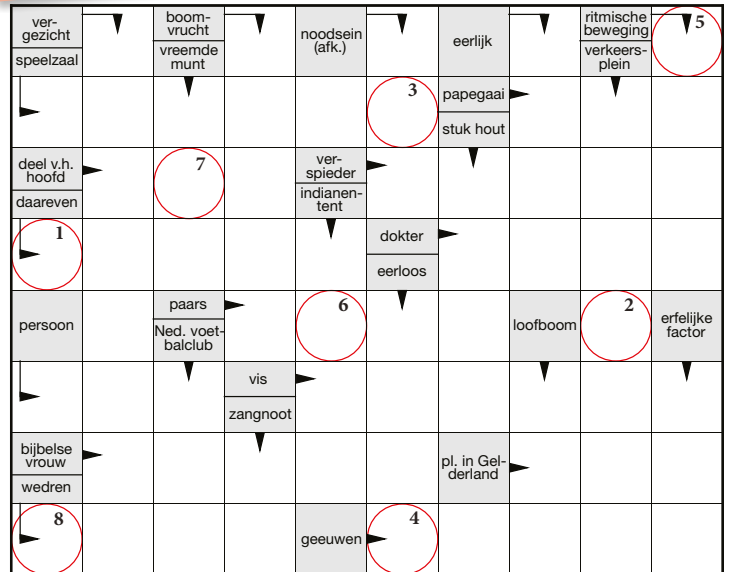 ver-
gezicht
speelzaal
boom-
vrucht
vreemde
munt
noodsein
(afk.)
eerlijk
ritmische
beweging
verkeers-
plein
5
3
papegaai
stuk hout
deel v.h.
hoofd
daareven
7
ver-
spieder
indianen-
tent
1
dokter
eerloos
persoon
paars
Ned. voet-
balclub
6
loofboom
2
erfelijke
factor
vis
zangnoot
bijbelse
vrouw
wedren
pl. in Gel-
derland
8
geeuwen
4